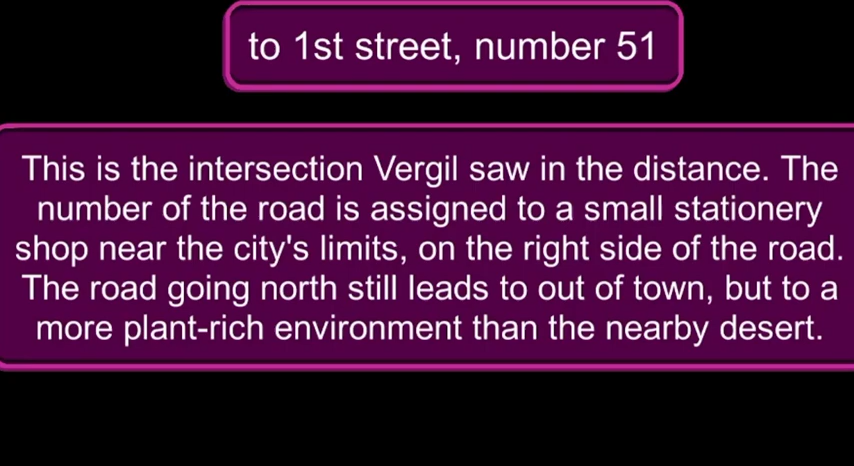 to 1st street, number 51
This is the intersection Vergil saw in the distance. The
number of the road is assigned to a small stationery
shop near the city's limits, on the right side of the road.
The road going north still leads to out of town, but to a
more plant-rich environment than the nearby desert.